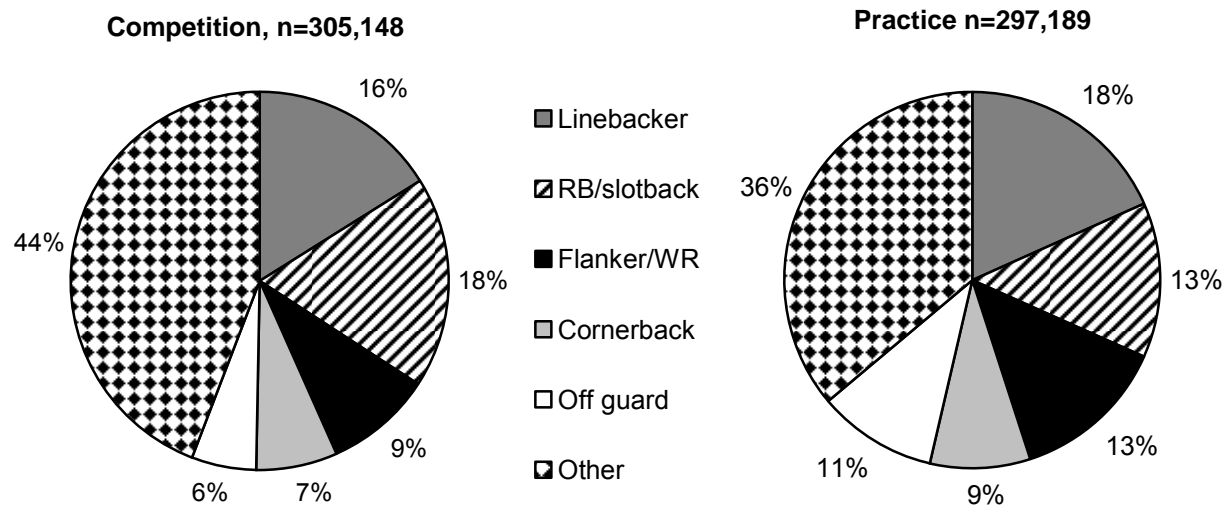 Competition, n=305,148
16%
18%
9%
7%
6%
44%
Linebacker
RB/slotback
Flanker/WR
Cornerback
Off guard
Other
Practice n=297,189
18%
13%
13%
9%
11%
36%